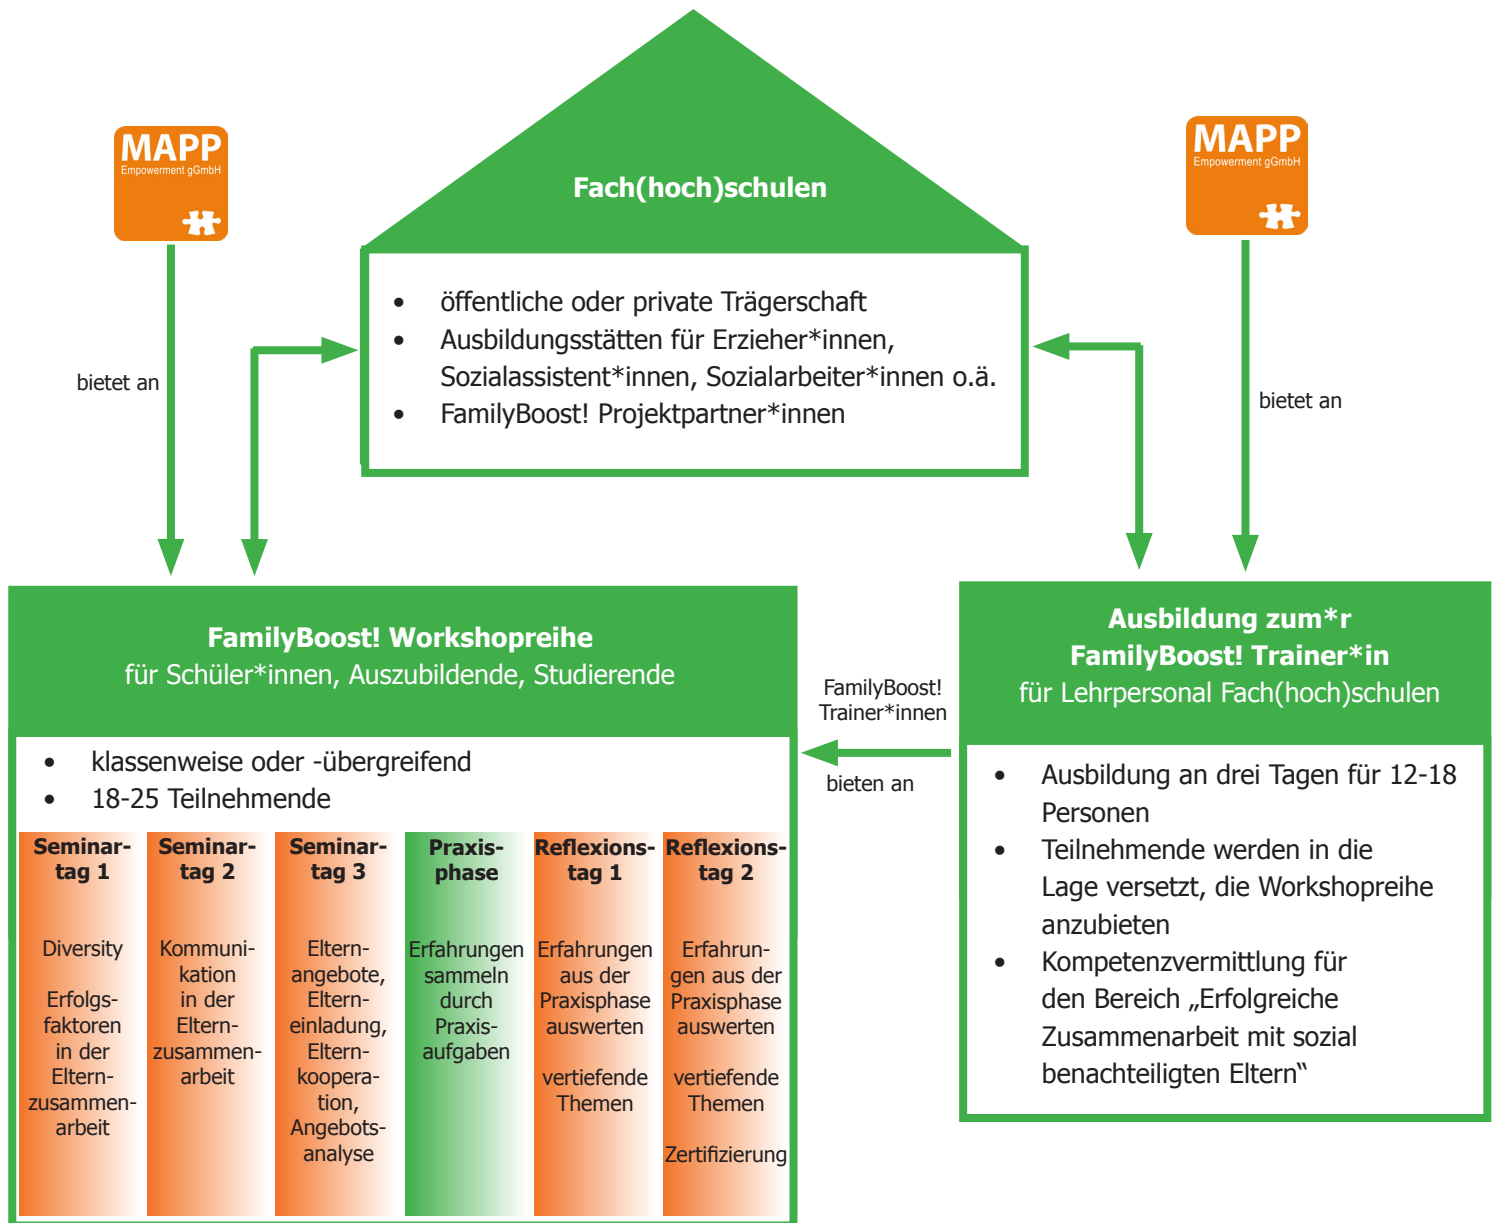 MAPP
Empowerment gGmbH
MAPP
Empowerment gGmbH
Fach(hoch)schulen
• öffentliche oder private Trägerschaft
• Ausbildungsstätten für Erzieher*innen,
Sozialassistent*innen, Sozialarbeiter*innen o.ä.
• FamilyBoost! Projektpartner*innen
bietet an
bietet an
FamilyBoost! Workshopreihe
für Schüler*innen, Auszubildende, Studierende
• klassenweise oder -übergreifend
• 18-25 Teilnehmende
Seminar-
tag 1
Diversity
Erfolgs-
faktoren
in der
Eltern-
zusammen-
arbeit
Seminar-
tag 2
Kommuni-
kation
in der
Eltern-
zusammen-
arbeit
Seminar-
tag 3
Eltern-
angebote,
Eltern-
einladung,
Eltern-
koopera-
tion,
Angebots-
analyse
Praxis-
phase
Erfahrungen
sammeln
durch
Praxis-
aufgaben
Reflexions-
tag 1
Erfahrungen
aus der
Praxisphase
auswerten
vertiefende
Themen
Reflexions-
tag 2
Erfahrun-
gen aus der
Praxisphase
auswerten
vertiefende
Themen
Zertifizierung
FamilyBoost!
Trainer*innen
bieten an
Ausbildung zum*r
FamilyBoost! Trainer*in
für Lehrpersonal Fach(hoch)schulen
• Ausbildung an drei Tagen für 12-18
Personen
• Teilnehmende werden in die
Lage versetzt, die Workshopreihe
anzubieten
• Kompetenzvermittlung für
den Bereich „Erfolgreiche
Zusammenarbeit mit sozial
benachteiligten Eltern“